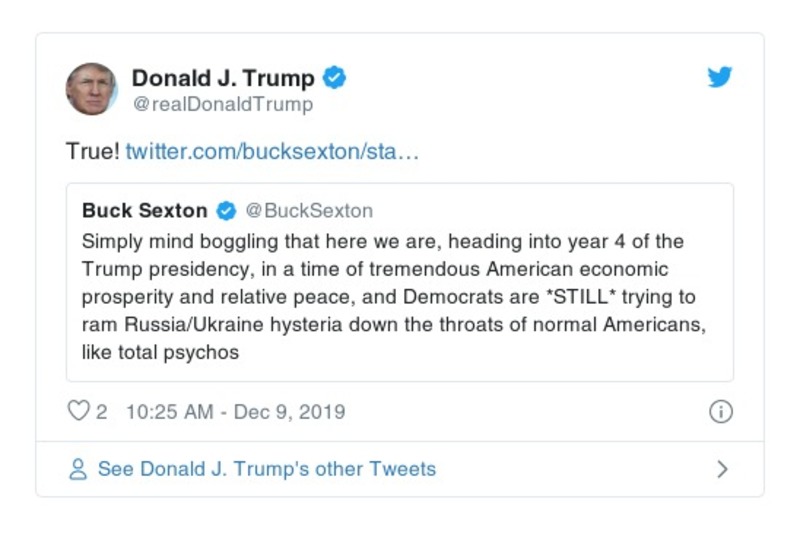 Donald J. Trump
@realDonaldTrump
True! twitter.com/bucksexton/sta…
Buck Sexton @BuckSexton
Simply mind boggling that here we are, heading into year 4 of the
Trump presidency, in a time of tremendous American economic
prosperity and relative peace, and Democrats are *STILL* trying to
ram Russia/Ukraine hysteria down the throats of normal Americans,
like total psychos
2 10:25 AM - Dec 9, 2019
See Donald J. Trump's other Tweets